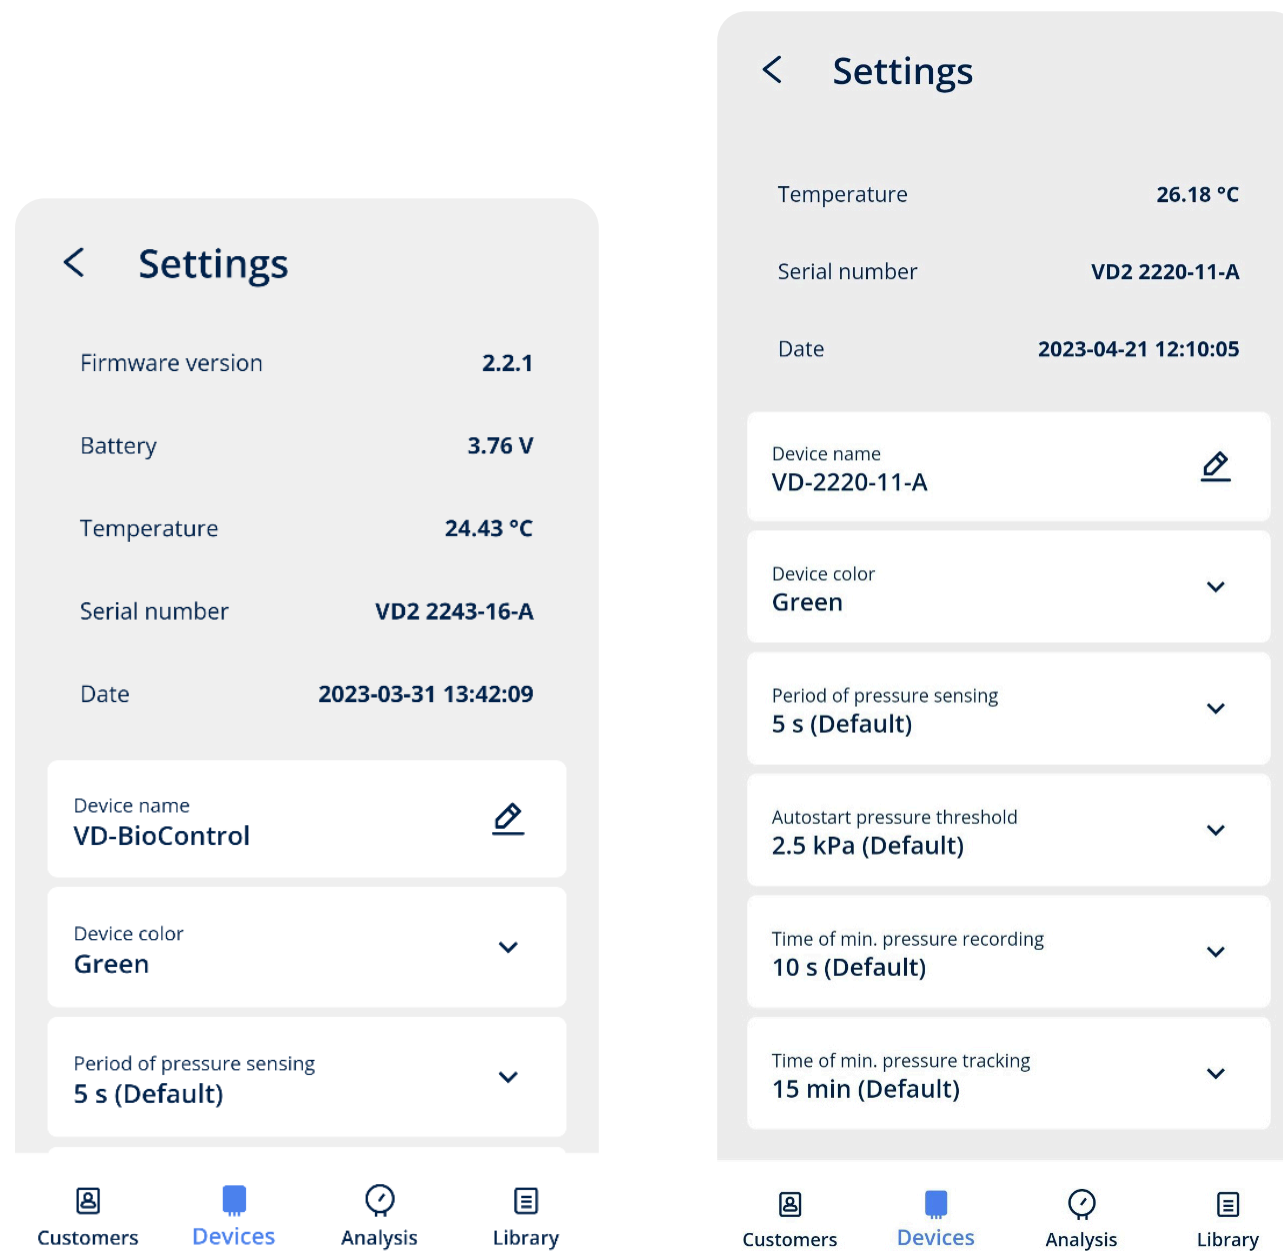 Settings
Firmware version 2.2.1
Battery 3.76 V
Temperature 24.43 °C
Serial number VD2 2243-16-A
Date 2023-03-31 13:42:09
Device name
VD-BioControl
Device color
Green
Period of pressure sensing
5 s (Default)
Customers Devices Analysis Library
Settings
Temperature 26.18 °C
Serial number VD2 2220-11-A
Date 2023-04-21 12:10:05
Device name
VD-2220-11-A
Device color
Green
Period of pressure sensing
5 s (Default)
Autostart pressure threshold
2.5 kPa (Default)
Time of min. pressure recording
10 s (Default)
Time of min. pressure tracking
15 min (Default)
Customers Devices Analysis Library